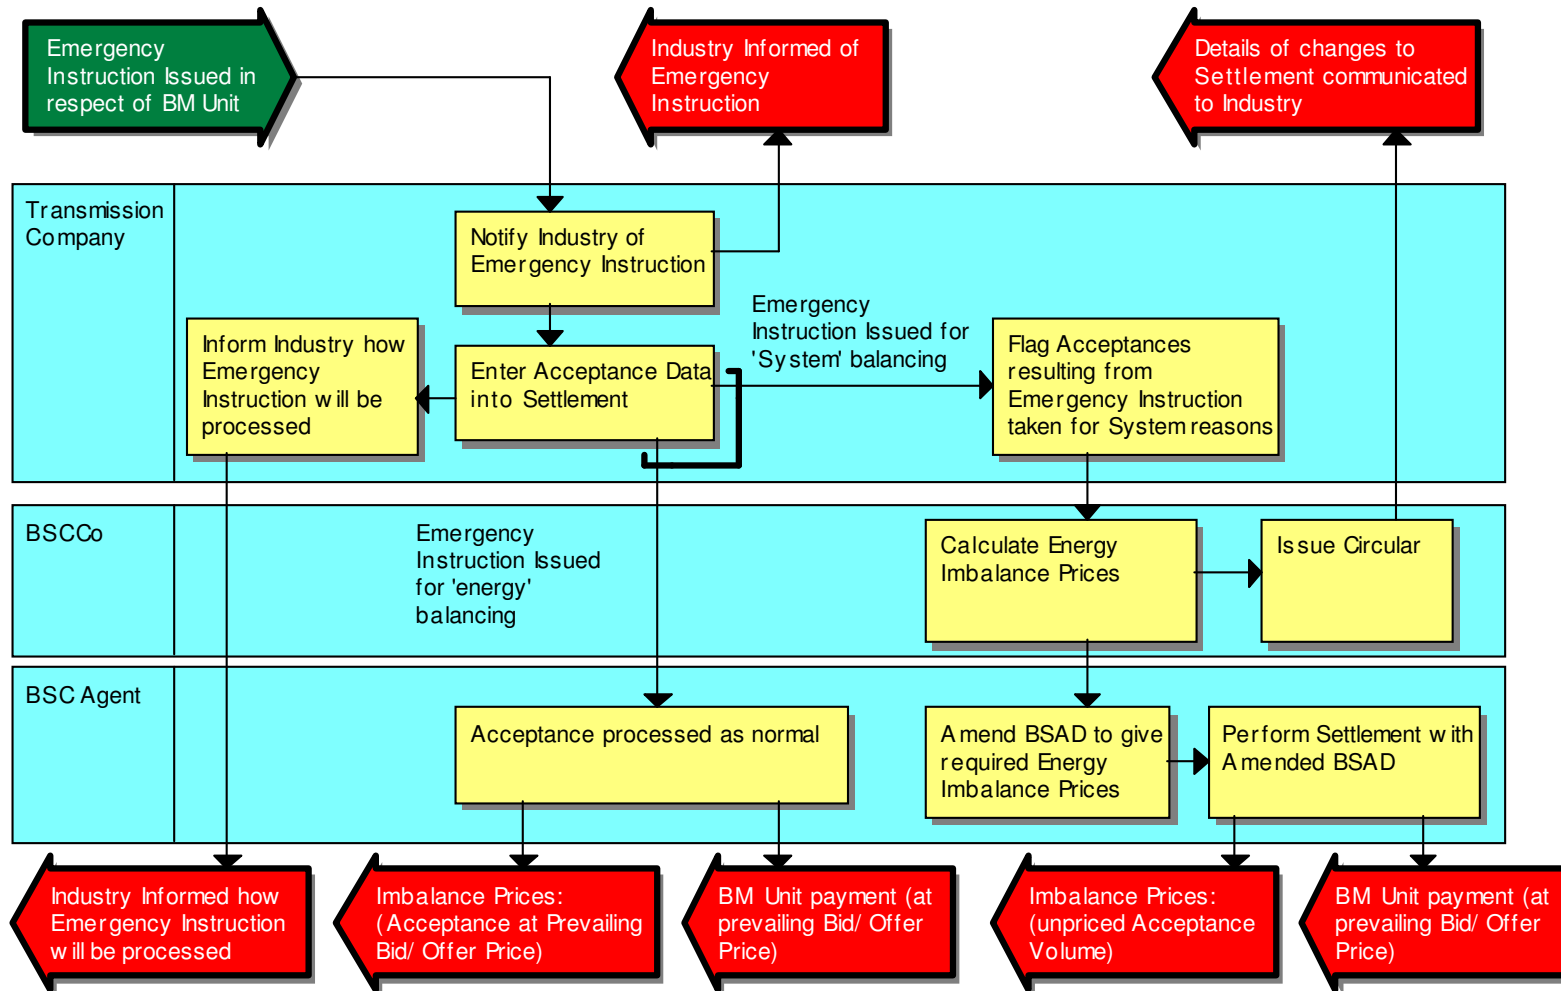 Emergency
Instruction Issued in
respect of BM Unit
Industry Informed of
Emergency
Instruction
Details of changes to
Settlement communicated
to Industry
Transmission
Company
Notify Industry of
Emergency Instruction
Inform Industry how
Emergency
Instruction will be
processed
Enter Acceptance Data
into Settlement
Emergency
Instruction Issued for
'System' balancing
Flag Acceptances
resulting from
Emergency Instruction
taken for System reasons
BSCCo
Emergency
Instruction Issued
for 'energy'
balancing
Calculate Energy
Imbalance Prices
Issue Circular
BSC Agent
Acceptance processed as normal
Amend BSAD to give
required Energy
Imbalance Prices
Perform Settlement with
Amended BSAD
Industry Informed how
Emergency Instruction
will be processed
Imbalance Prices:
(Acceptance at Prevailing
Bid/ Offer Price)
BM Unit payment (at
prevailing Bid/ Offer
Price)
Imbalance Prices:
(unpriced Acceptance
Volume)
BM Unit payment (at
prevailing Bid/ Offer
Price)